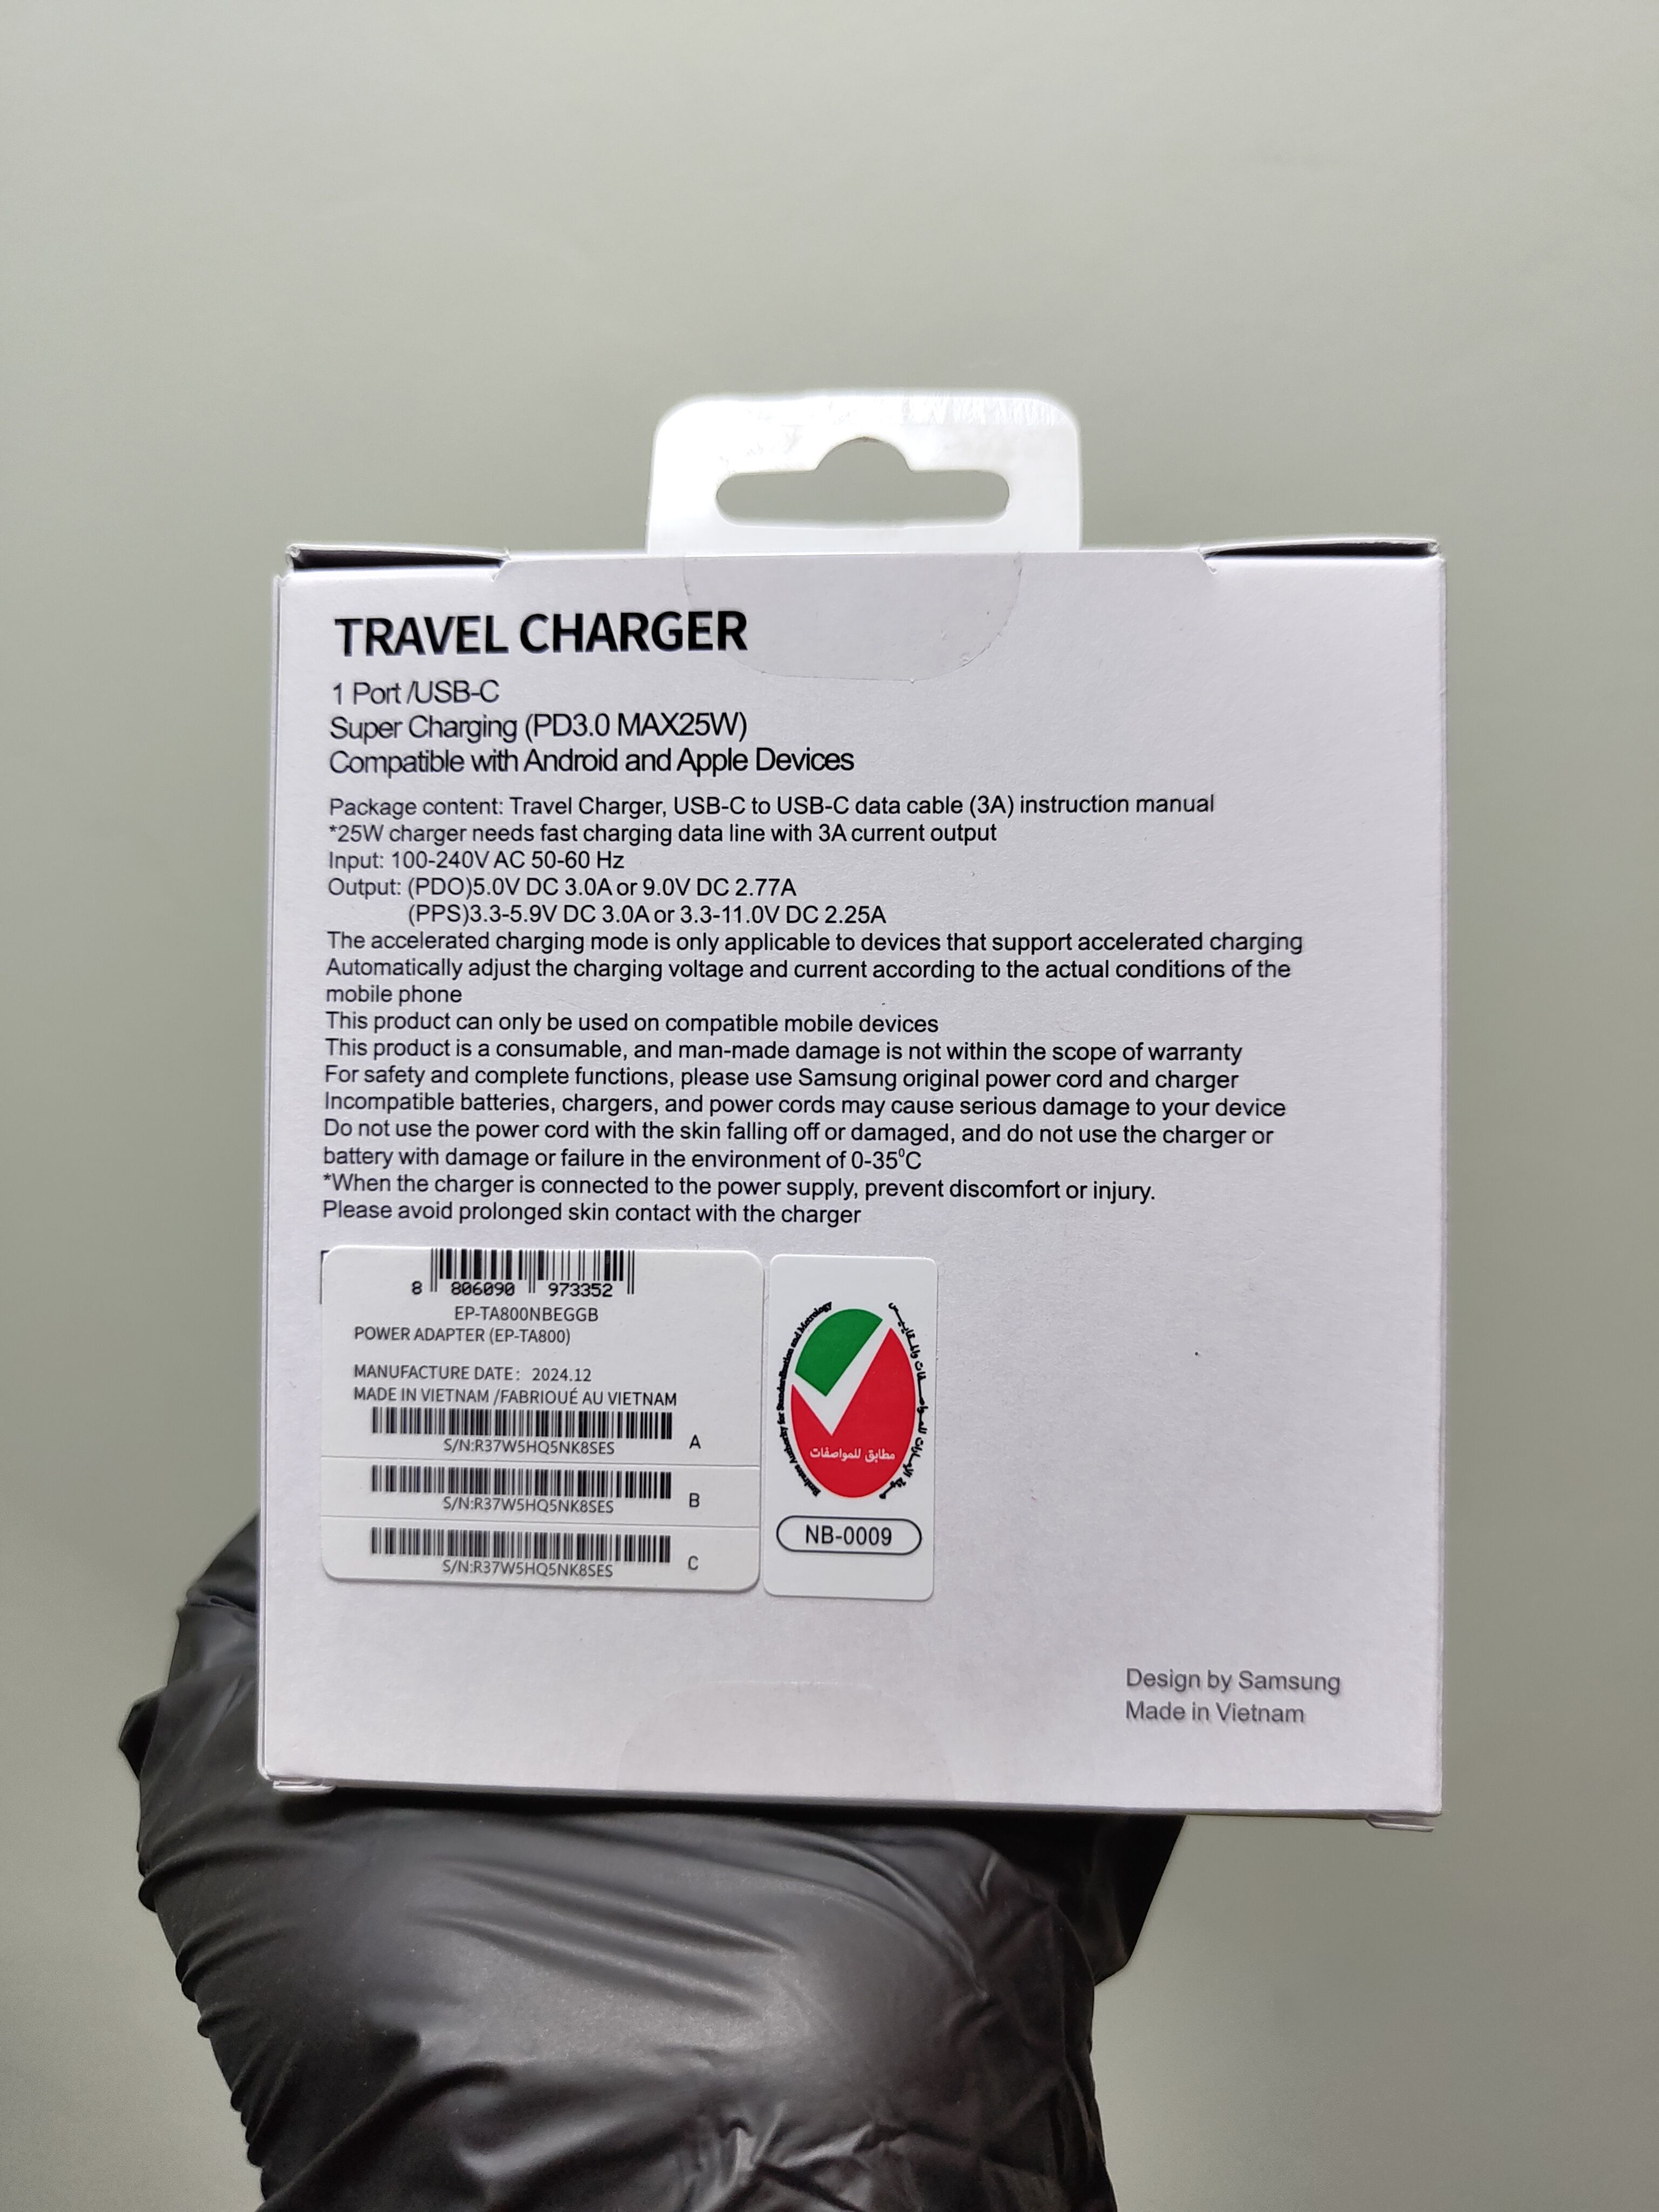 TRAVEL CHARGER
1 Port /USB-C
Super Charging (PD3.0 MAX25W)
Compatible with Android and Apple Devices
Package content: Travel Charger, USB-C to USB-C data cable (3A) instruction manual
*25W charger needs fast charging data line with 3A current output
Input: 100-240V AC 50-60 Hz
Output: (PDO)5.0V DC 3.0A or 9.0V DC 2.77A
(PPS)3.3-5.9V DC 3.0A or 3.3-11.0V DC 2.25A
The accelerated charging mode is only applicable to devices that support accelerated charging
Automatically adjust the charging voltage and current according to the actual conditions of the
mobile phone
This product can only be used on compatible mobile devices
This product is a consumable, and man-made damage is not within the scope of warranty
For safety and complete functions, please use Samsung original power cord and charger
Incompatible batteries, chargers, and power cords may cause serious damage to your device
Do not use the power cord with the skin falling off or damaged, and do not use the charger or
battery with damage or failure in the environment of 0-35⁰C
*When the charger is connected to the power supply, prevent discomfort or injury.
Please avoid prolonged skin contact with the charger
8 806090 973352
EP-TA800NBEGGB
POWER ADAPTER (EP-TA800)
MANUFACTURE DATE: 2024.12
MADE IN VIETNAM /FABRIOUÉ AU VIETNAM
S/N:R37W5HQ5NK8SES A
S/N:R37W5HQ5NK8SES B
S/N:R37W5HQ5NK8SES C
Authority for Standardisation and Metrology
مطابق للمواصفات
NB-0009
Design by Samsung
Made in Vietnam